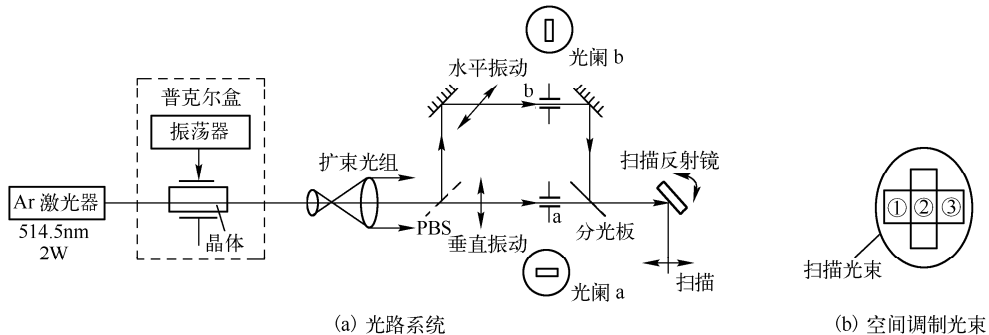 光阑 b
水平振动
b
普克尔盒
振荡器
扩束光组
扫描反射镜
Ar 激光器
514.5nm
2W
晶体
PBS
垂直振动
a
分光板
光阑 a
扫描
(a) 光路系统
① ② ③
扫描光束
(b) 空间调制光束